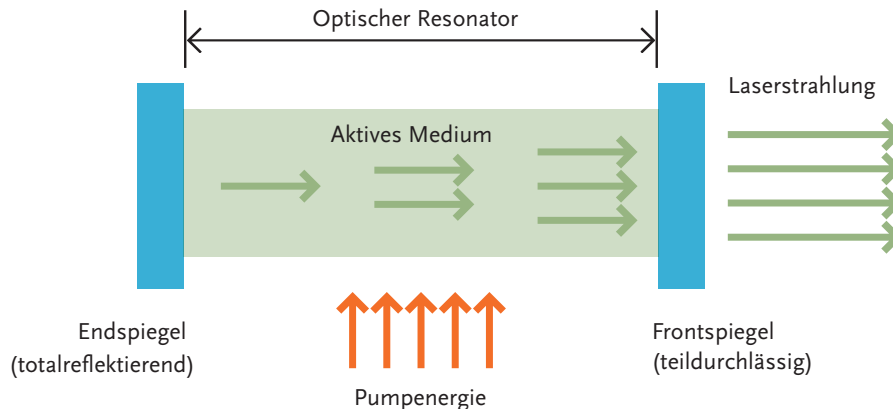 Optischer Resonator
Laserstrahlung
Aktives Medium
Endspiegel
(totalreflektierend)
Frontspiegel
(teildurchlässig)
Pumpenergie